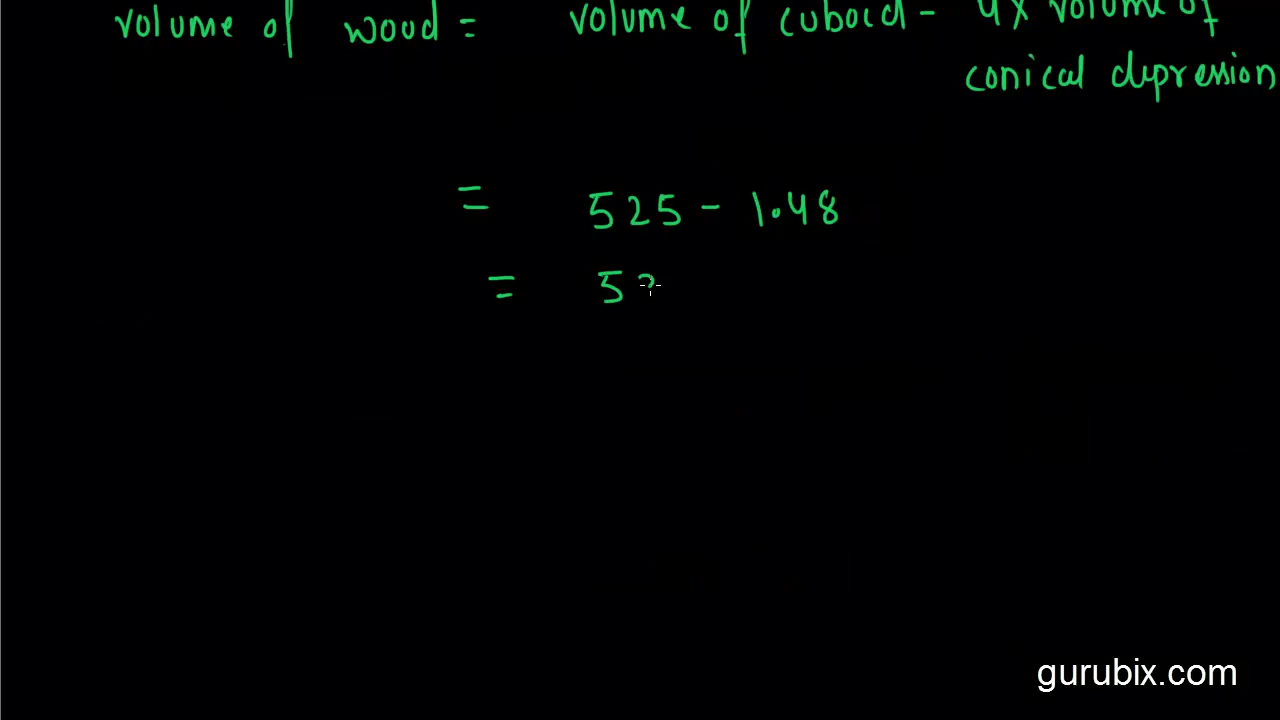 volume of wood = volume of cuboid - 4x volume of
conical depression
= 525 - 1.48
= 5
gurubix.com